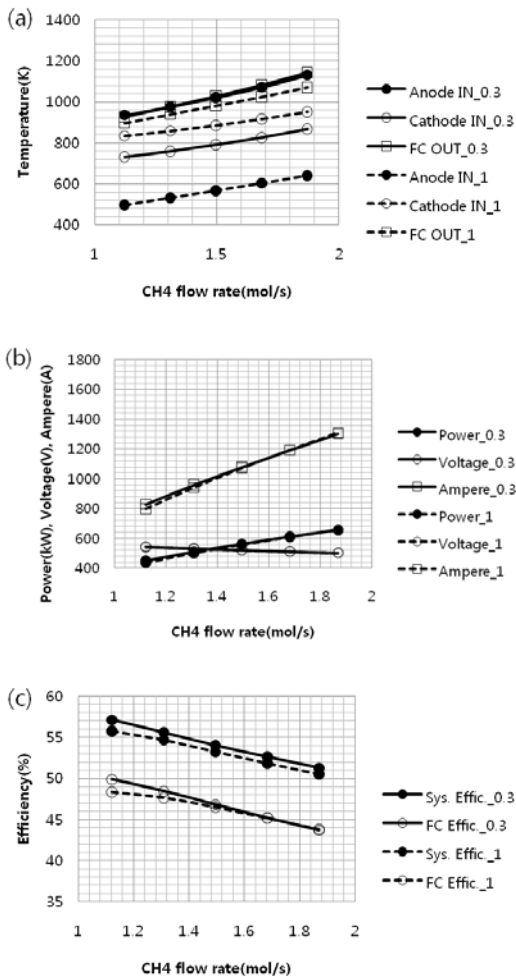 (a)
1400
1200
1000
800
600
400
Temperature(K)
1
1.5
2
CH4 flow rate(mol/s)
Anode IN_0.3
Cathode IN_0.3
FC OUT_0.3
Anode IN_1
Cathode IN_1
FC OUT_1
(b)
1800
1600
1400
1200
1000
800
600
400
Power(kW), Voltage(V), Ampere(A)
1
1.2
1.4
1.6
1.8
2
CH4 flow rate(mol/s)
Power_0.3
Voltage_0.3
Ampere_0.3
Power_1
Voltage_1
Ampere_1
(c)
60
55
50
45
40
35
Efficiency(%)
1
1.2
1.4
1.6
1.8
2
CH4 flow rate(mol/s)
Sys. Effic._0.3
FC Effic._0.3
Sys. Effic._1
FC Effic._1